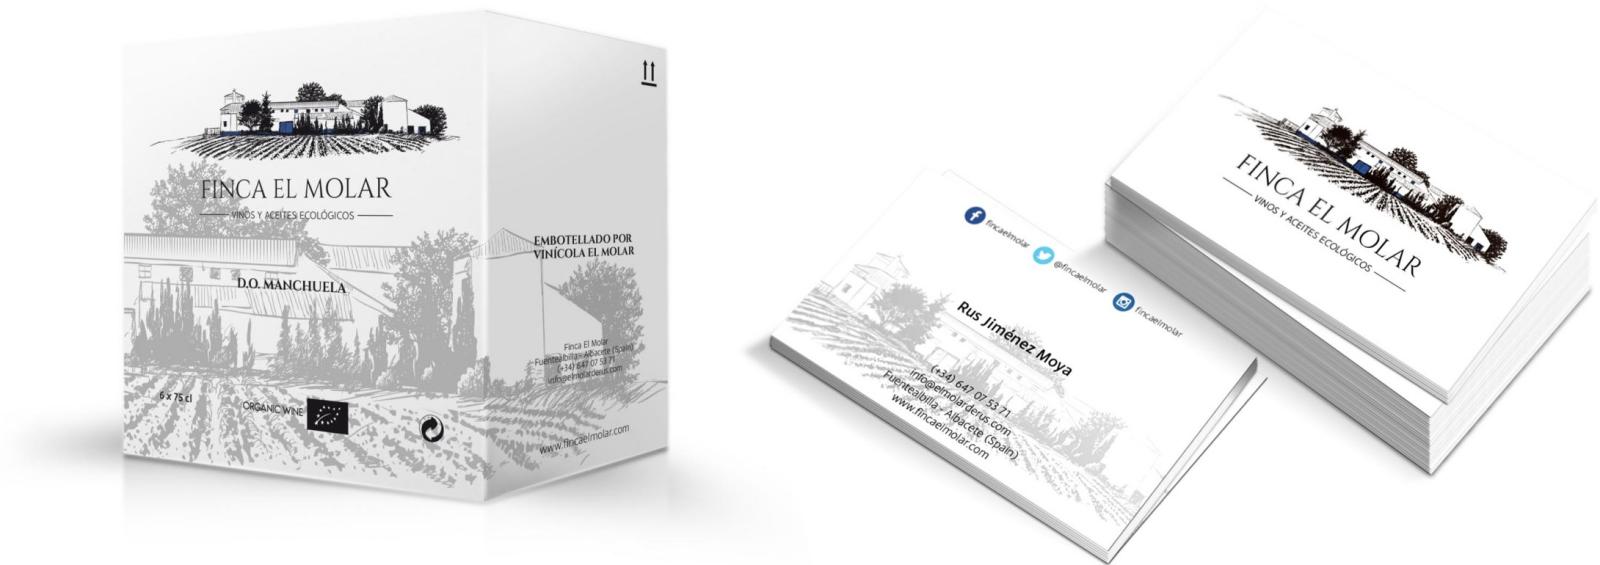 FINCA EL MOLAR
VINOS Y ACEITES ECOLÓGICOS
D.O. MANCHUELA
6 x 75 cl
ORGANIC WINE
EMBOTELLADO POR
VINÍCOLA EL MOLAR
Finca El Molar
Fuentealbilla - Albacete (Spain)
(+34) 647 07 53 71
info@elmolarderus.com
www.fincaelmolar.com
fincaelmolar
@fincaelmolar
fincaelmolar
Rus Jiménez Moya
(+34) 647 07 53 71
info@elmolarderus.com
Fuentealbilla - Albacete (Spain)
www.fincaelmolar.com
FINCA EL MOLAR
VINOS Y ACEITES ECOLÓGICOS